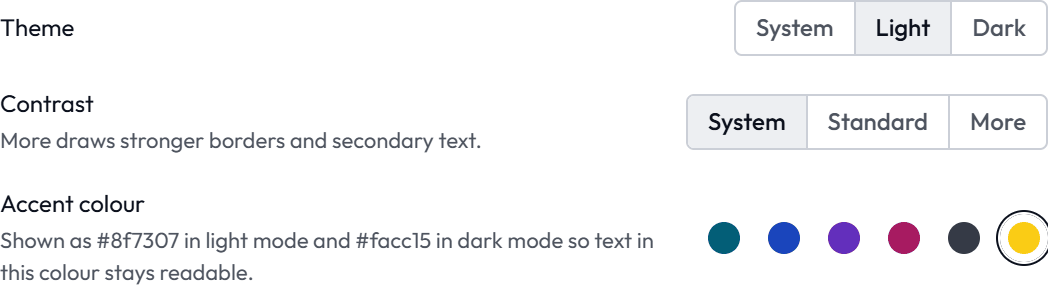 Theme
System Light Dark
Contrast
More draws stronger borders and secondary text.
System Standard More
Accent colour
Shown as #8f7307 in light mode and #facc15 in dark mode so text in
this colour stays readable.